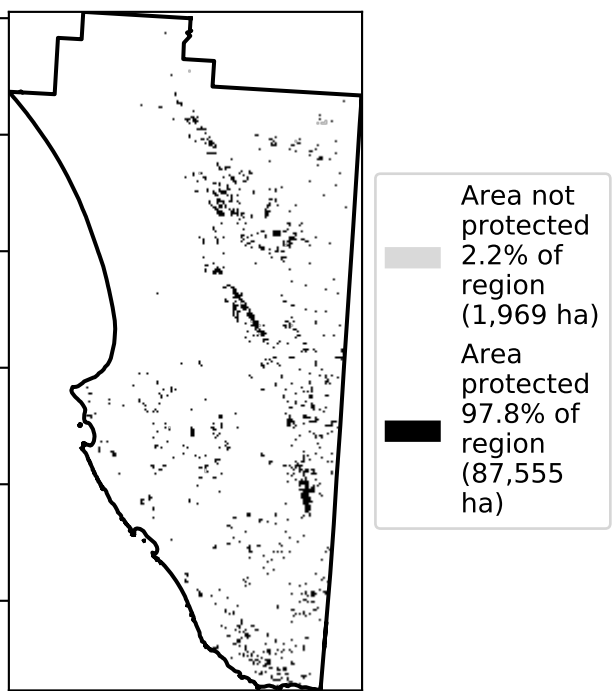 Area not
protected
2.2% of
region
(1,969 ha)
Area
protected
97.8% of
region
(87,555
ha)